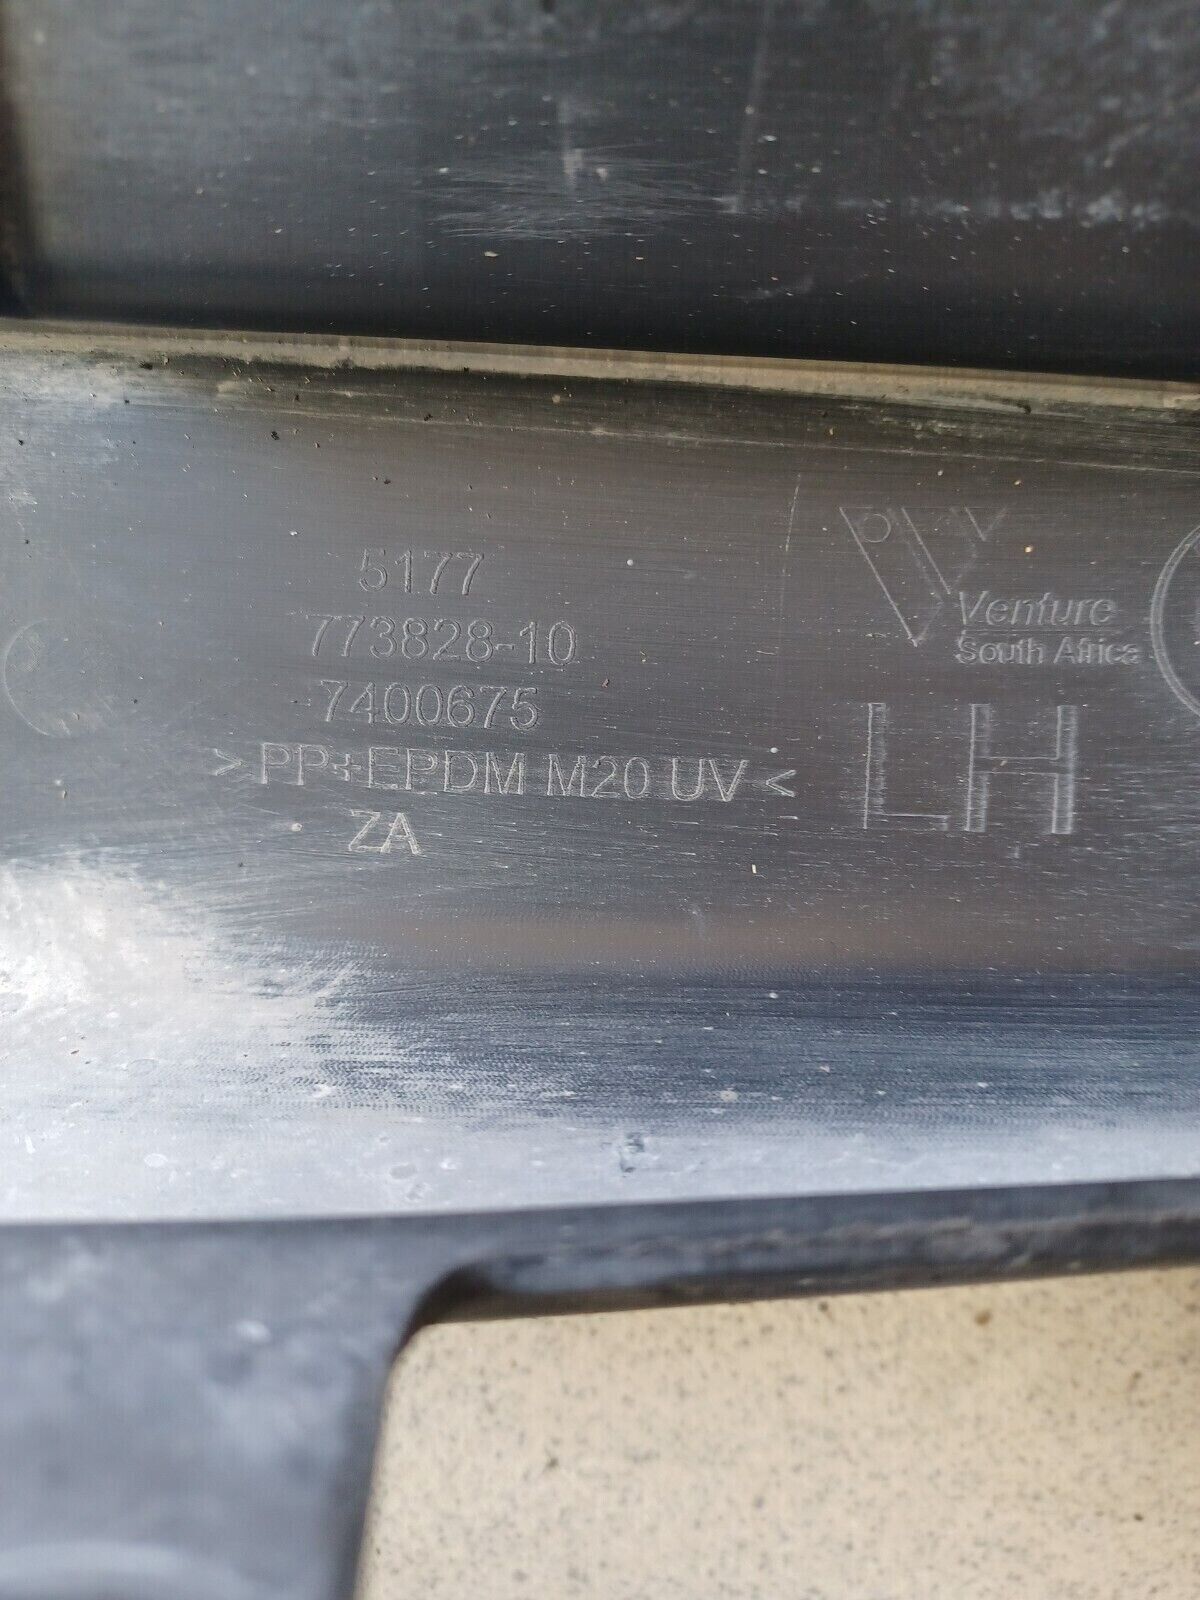 5177
773828-10
7400675
> PP+EPDM M20 UV <
ZA
Venture
South Africa
LH